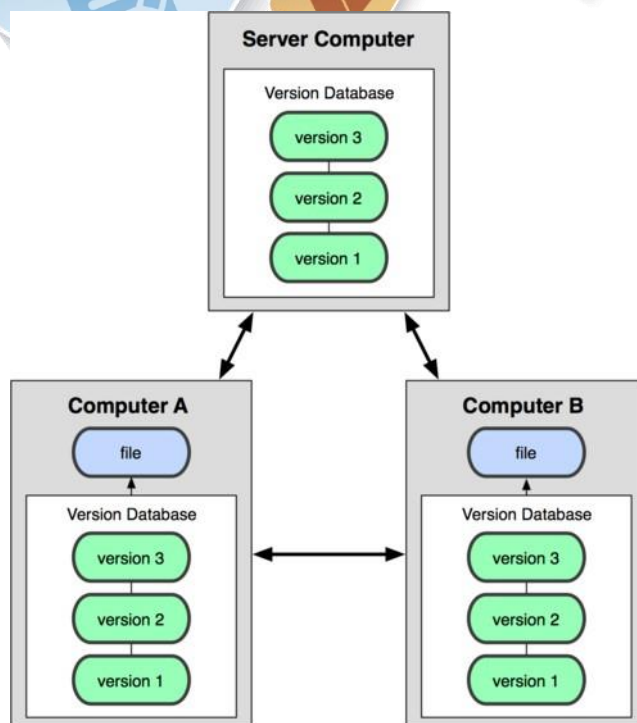 Server Computer
Version Database
version 3
version 2
version 1
Computer A
file
Version Database
version 3
version 2
version 1
Computer B
file
Version Database
version 3
version 2
version 1